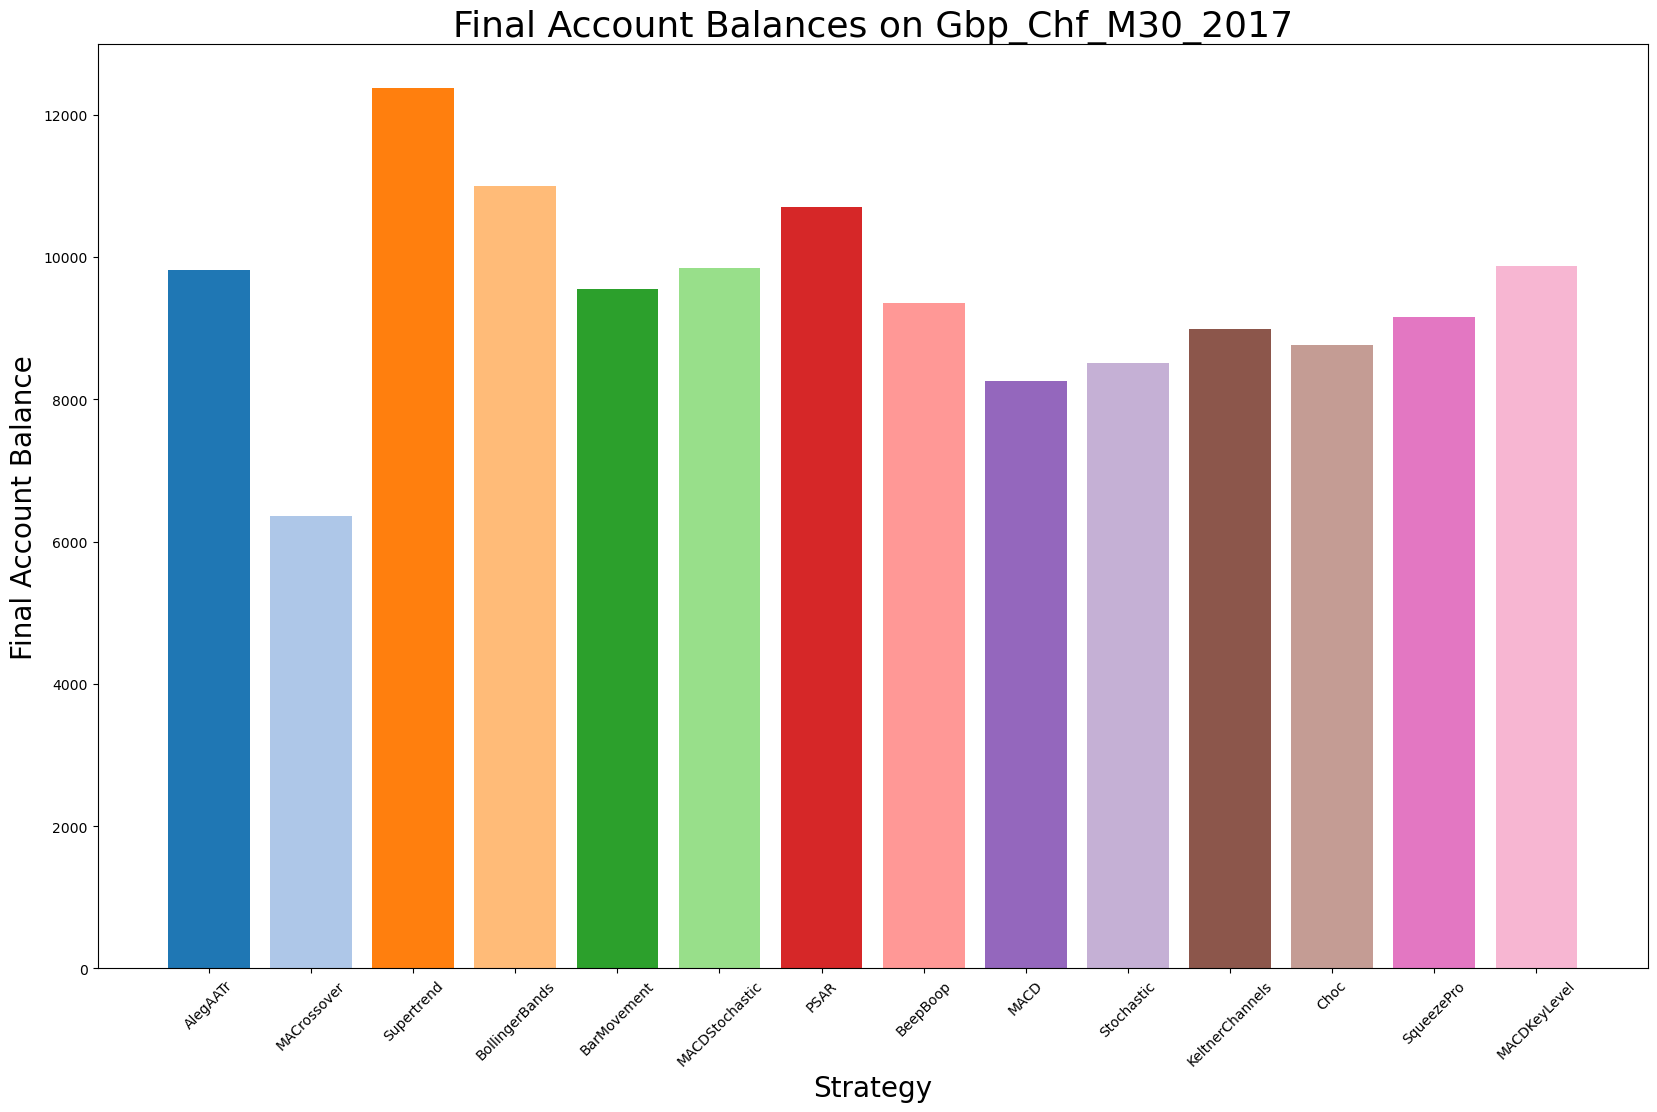 Final Account Balances on Gbp_Chf_M30_2017
Final Account Balance
12000
10000
8000
6000
4000
2000
0
AlegAATr
MACrossover
Supertrend
BollingerBands
BarMovement
MACDStochastic
PSAR
BeepBoop
MACD
Stochastic
KeltnerChannels
Choc
SqueezePro
MACDKeyLevel
Strategy